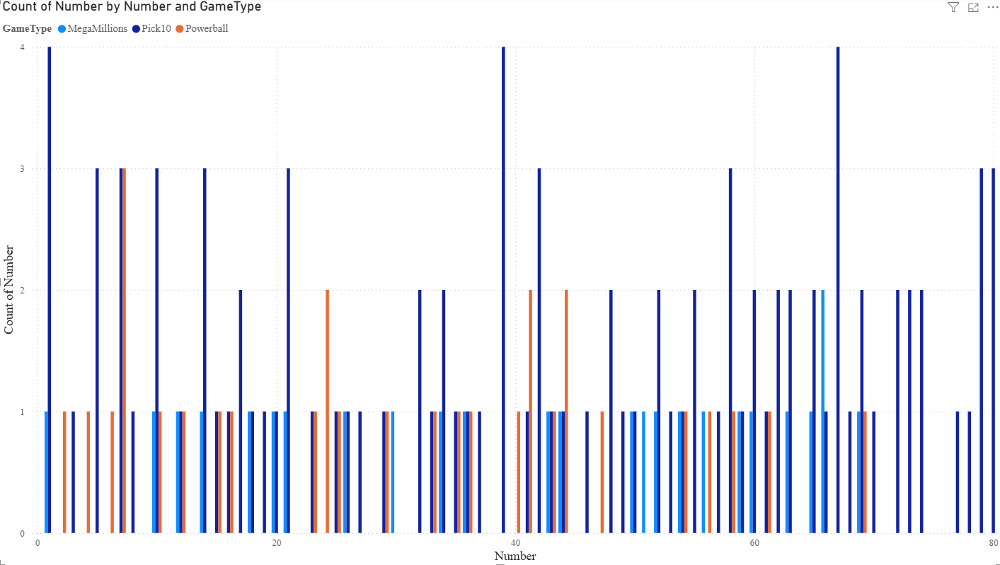 Count of Number by Number and GameType
GameType MegaMillions Pick10 Powerball
4
3
2
1
0
Count of Number
0 20 40 60 80
Number